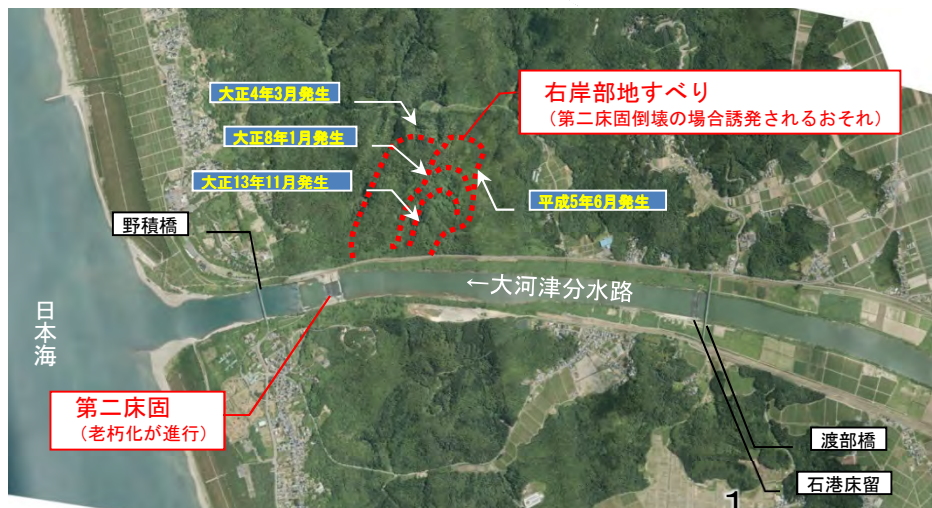 大正4年3月発生
右岸部地すべり
(第二床固倒壊の場合誘発されるおそれ)
大正8年1月発生
大正13年11月発生
平成5年6月発生
野積橋
←大河津分水路
日本海
第二床固
(老朽化が進行)
渡部橋
石港床留
1